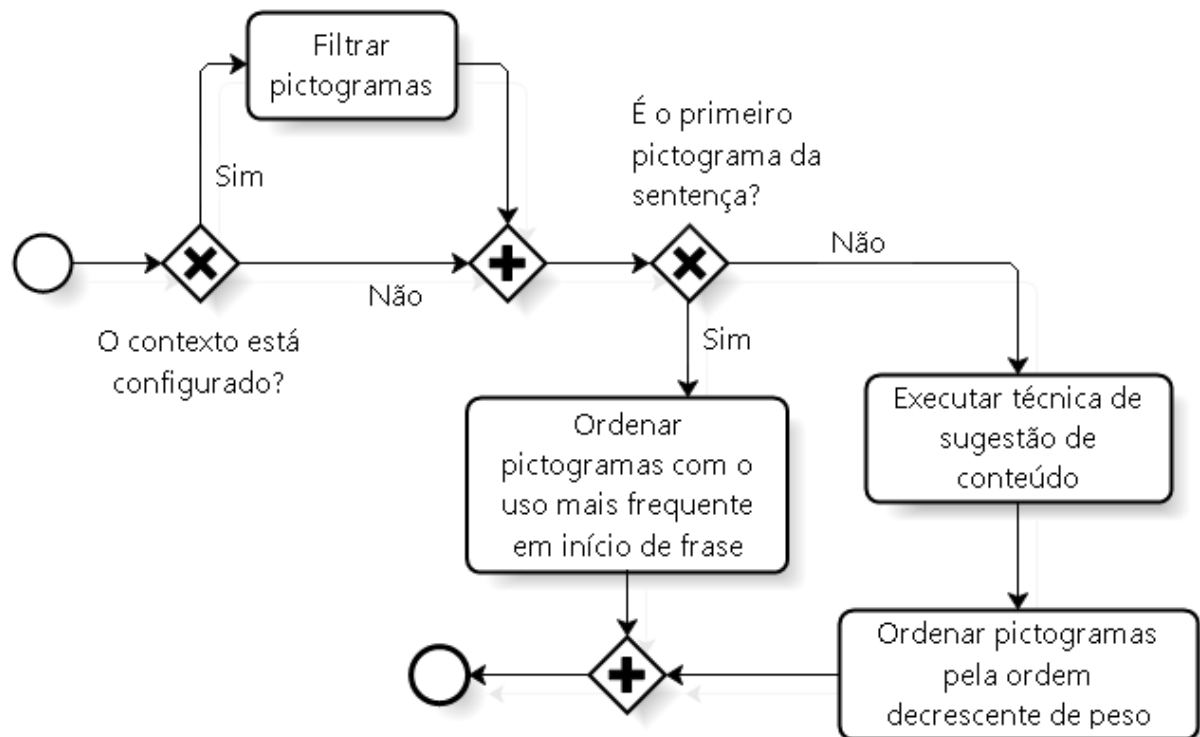 Filtrar
pictogramas
Sim
Não
O contexto está
configurado?
É o primeiro
pictograma da
sentença?
Não
Sim
Ordenar
pictogramas com o
uso mais frequente
em início de frase
Executar técnica de
sugestão de
conteúdo
Ordenar pictogramas
pela ordem
decrescente de peso